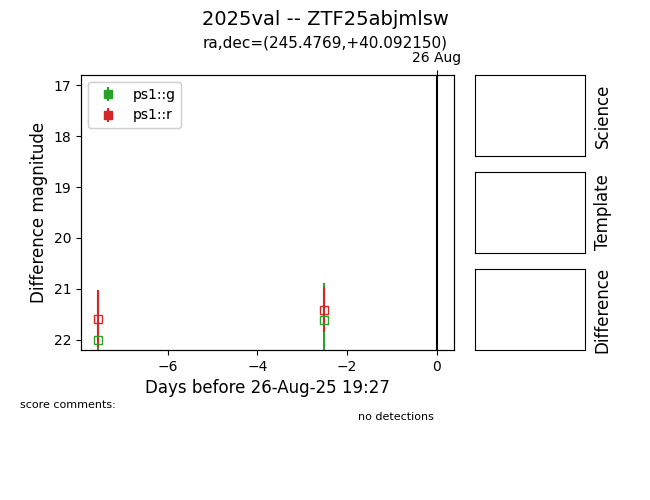 2025val -- ZTF25abjmlsw
ra,dec=(245.4769,+40.092150)
26 Aug
ps1::g
ps1::r
17
18
19
20
21
22
Difference magnitude
−6
−4
−2
0
Days before 26-Aug-25 19:27
Science
Template
Difference
score comments:
no detections